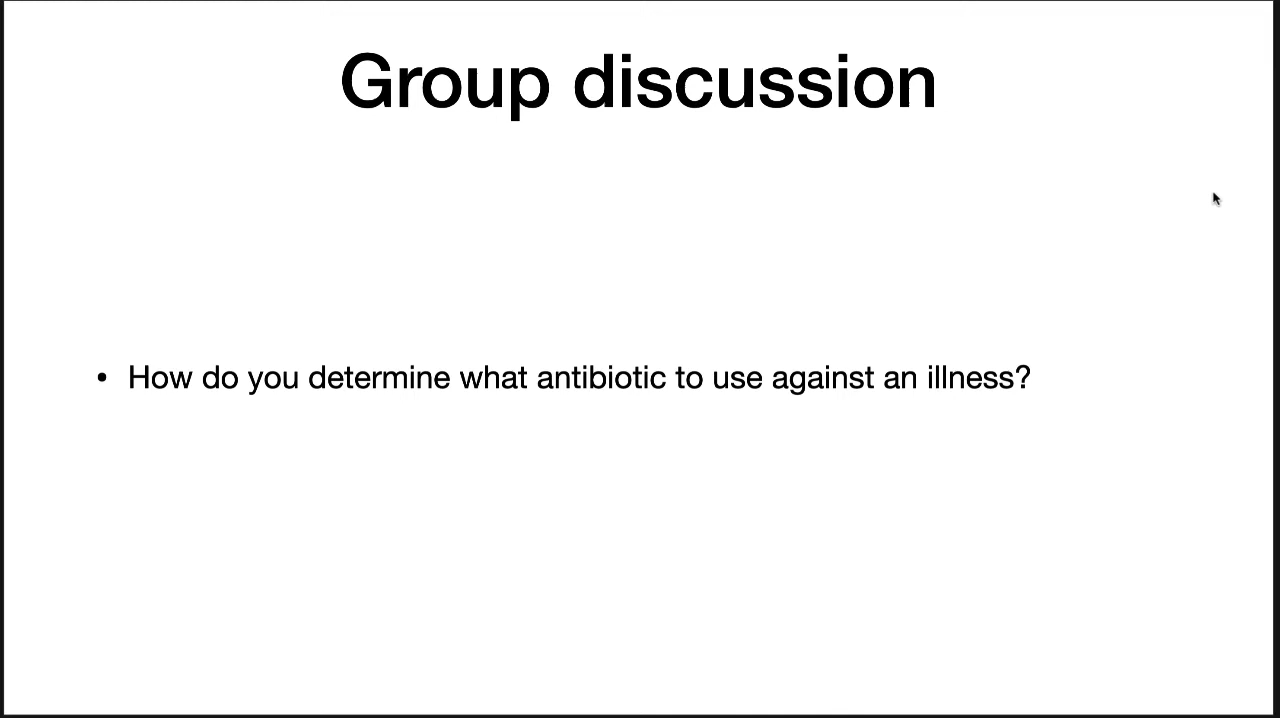 Group discussion
• How do you determine what antibiotic to use against an illness?